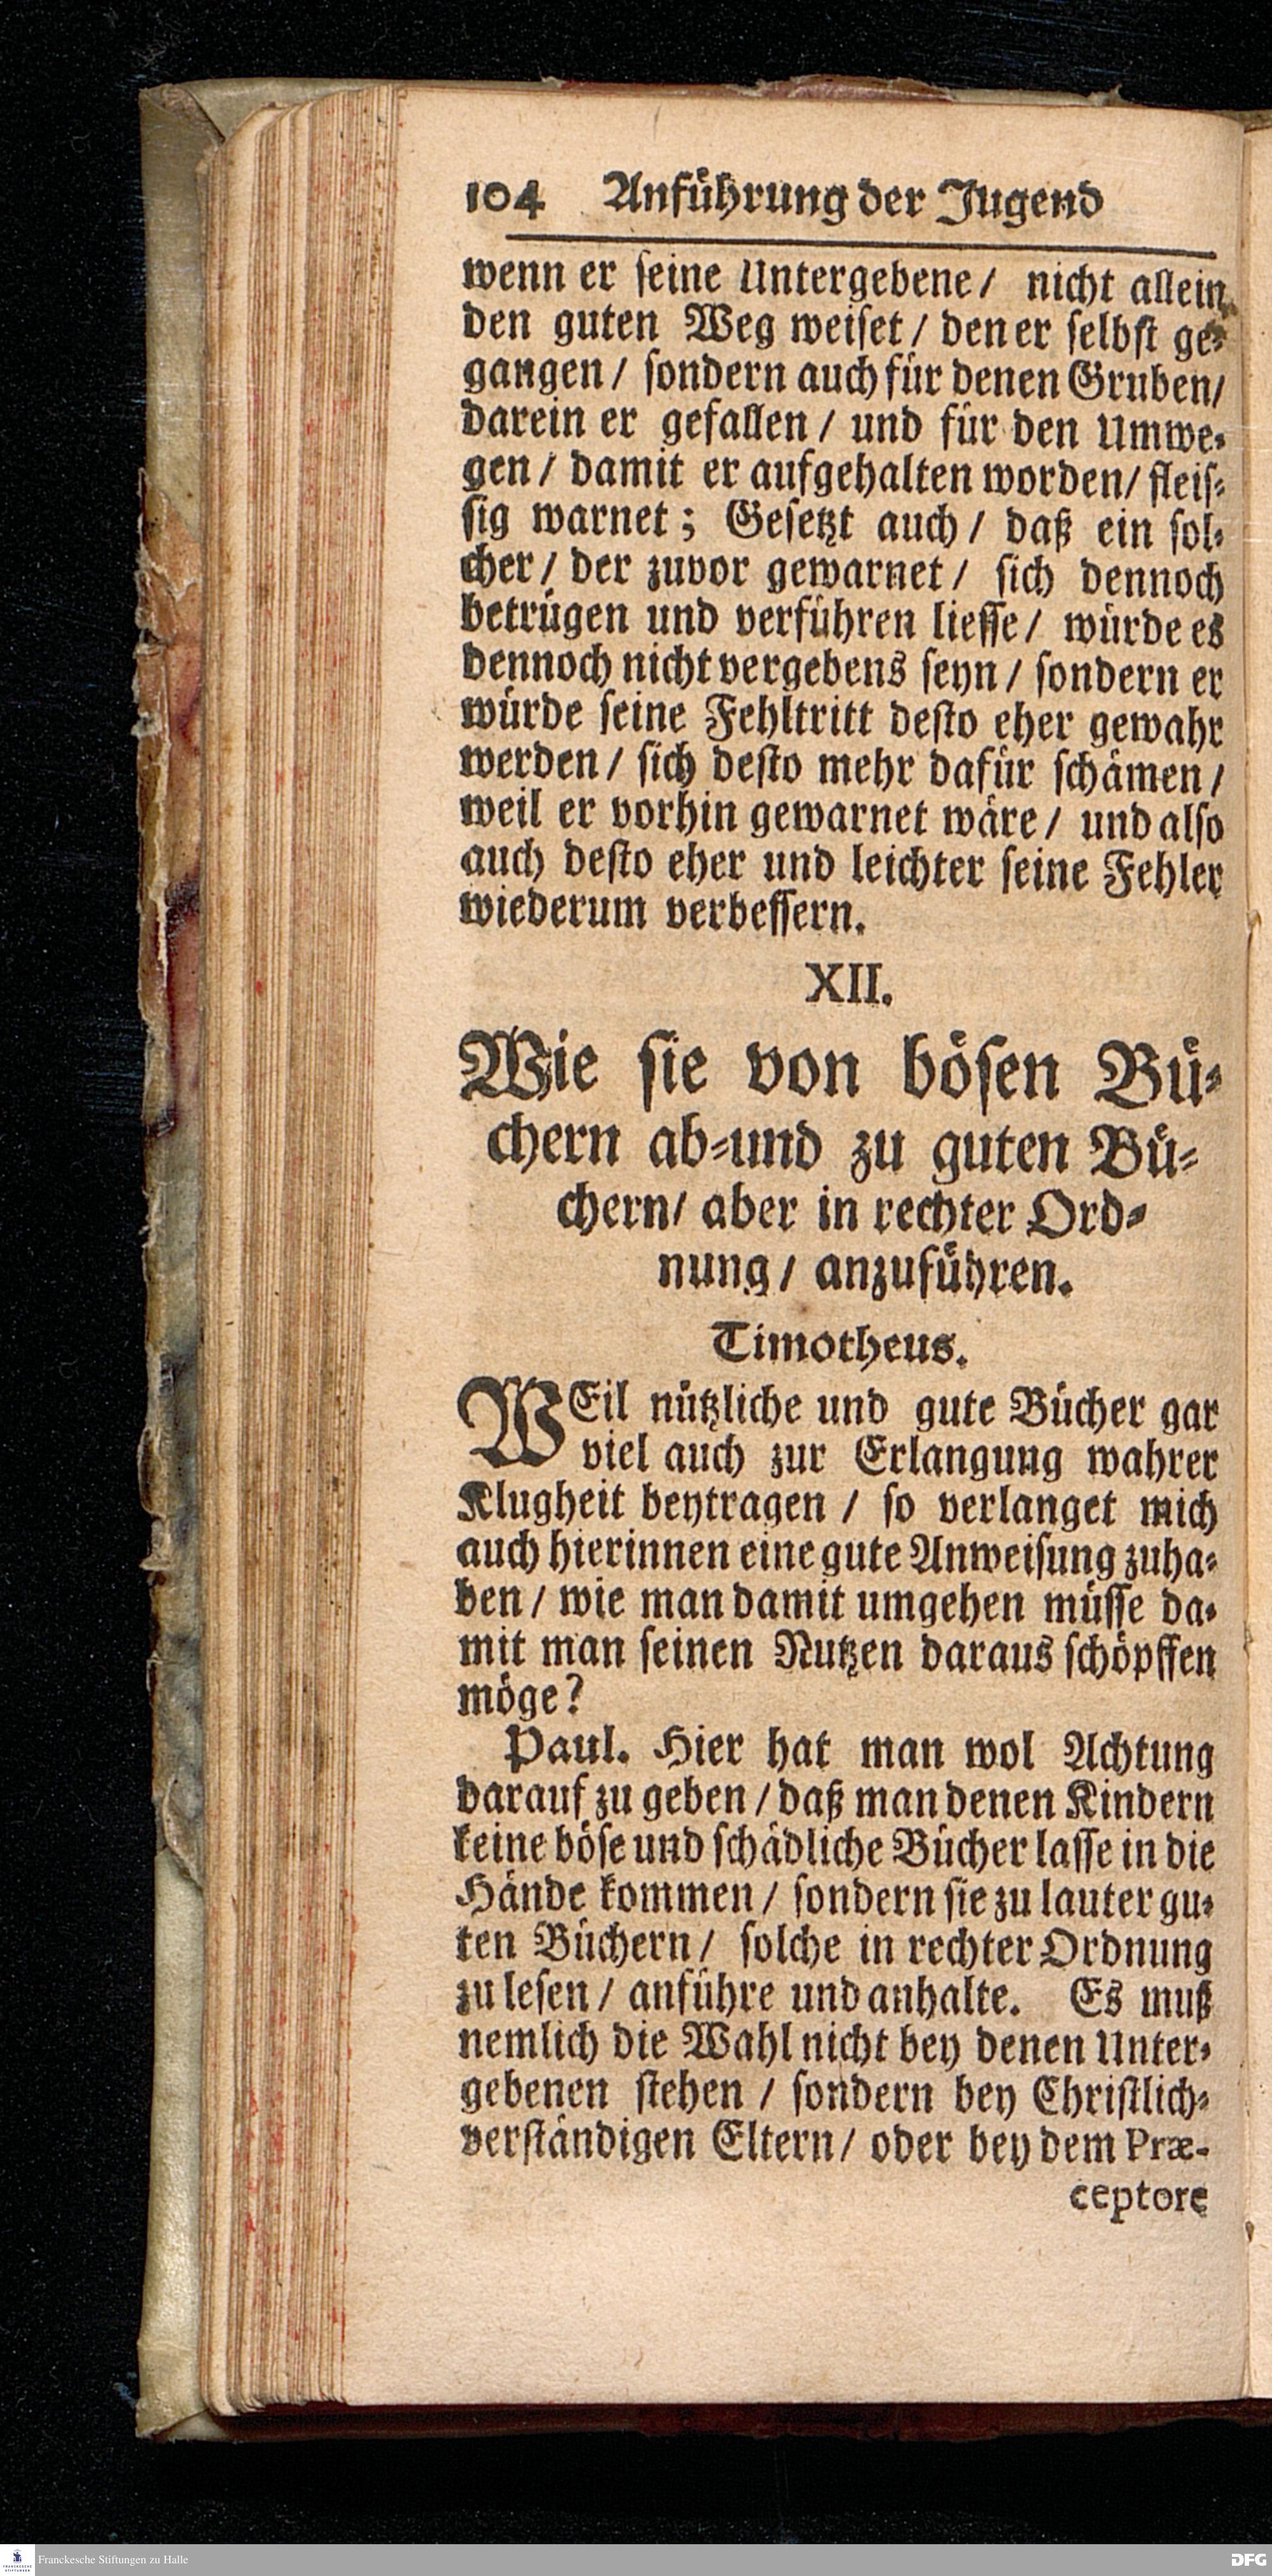 104 Anführung der Jugend
wenn er seine Untergebene / nicht allein
den guten Weg weiset / den er selbst ge-
gangen / sondern auch für denen Gruben/
darein er gefallen / und für den Umwe-
gen / damit er aufgehalten worden/ fleis-
sig warnet ; Gesetzt auch / daß ein sol-
cher / der zuvor gewarnet / sich dennoch
betrügen und verführen liesse / würde es
dennoch nicht vergebens seyn / sondern er
würde seine Fehltritt desto eher gewahr
werden / sich desto mehr dafür schämen /
weil er vorhin gewarnet wäre / und also
auch desto eher und leichter seine Fehler
wiederum verbessern.
XII.
Wie sie von bösen Bü-
chern ab-und zu guten Bü-
chern/ aber in rechter Ord-
nung / anzuführen.
Timotheus.
WEil nützliche und gute Bücher gar
viel auch zur Erlangung wahrer
Klugheit beytragen / so verlanget mich
auch hierinnen eine gute Anweisung zuha-
ben / wie man damit umgehen müsse da-
mit man seinen Nutzen daraus schöpffen
möge?
Paul. Hier hat man wol Achtung
darauf zu geben / daß man denen Kindern
keine böse und schädliche Bücher lasse in die
Hände kommen / sondern sie zu lauter gu-
ten Büchern / solche in rechter Ordnung
zu lesen / anführe und anhalte. Es muß
nemlich die Wahl nicht bey denen Unter-
gebenen stehen / sondern bey Christlich-
verständigen Eltern / oder bey dem Præ-
ceptore
Franckesche Stiftungen zu Halle
DFG